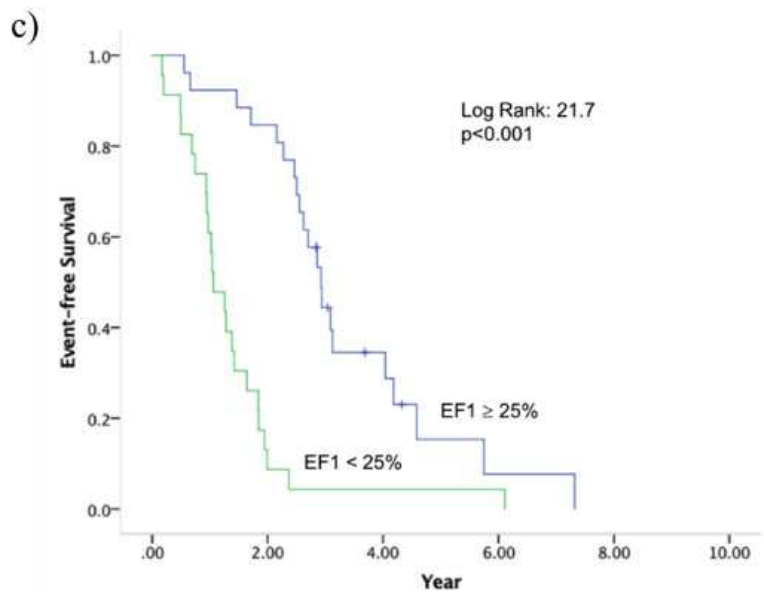 c)
Log Rank: 21.7
p<0.001
Event-free Survival
1.0
0.8
0.6
0.4
0.2
0.0
EF1 ≥ 25%
EF1 < 25%
.00
2.00
4.00
6.00
8.00
10.00
Year